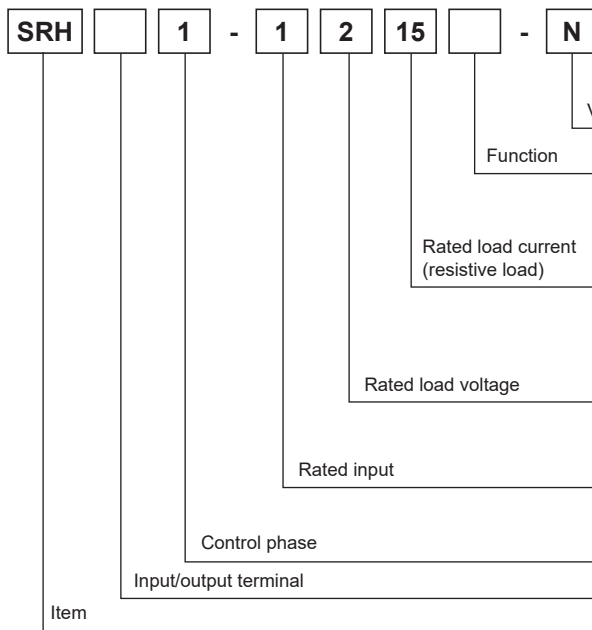 SRH 1 - 1 2 15 - N
Function
Rated load current
(resistive load)
Rated load voltage
Rated input
Control phase
Input/output terminal
Item